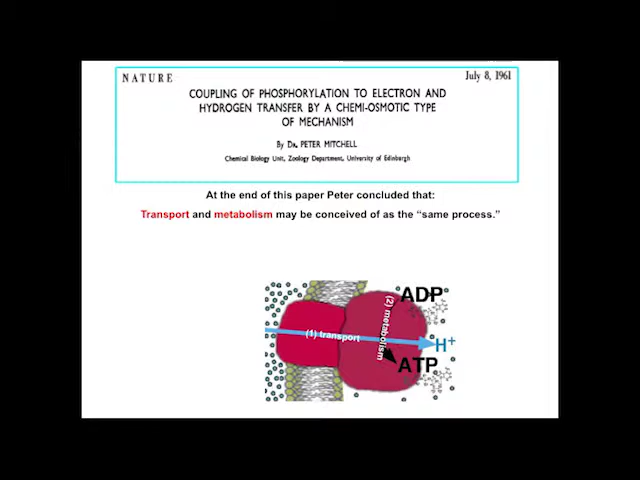 NATURE
July 8, 1961
COUPLING OF PHOSPHORYLATION TO ELECTRON AND
HYDROGEN TRANSFER BY A CHEMI-OSMOTIC TYPE
OF MECHANISM
By DR. PETER MITCHELL
Chemical Biology Unit, Zoology Department, University of Edinburgh
At the end of this paper Peter concluded that:
Transport and metabolism may be conceived of as the “same process.”
ADP
(2) metabolism
(1) transport
H+
ATP